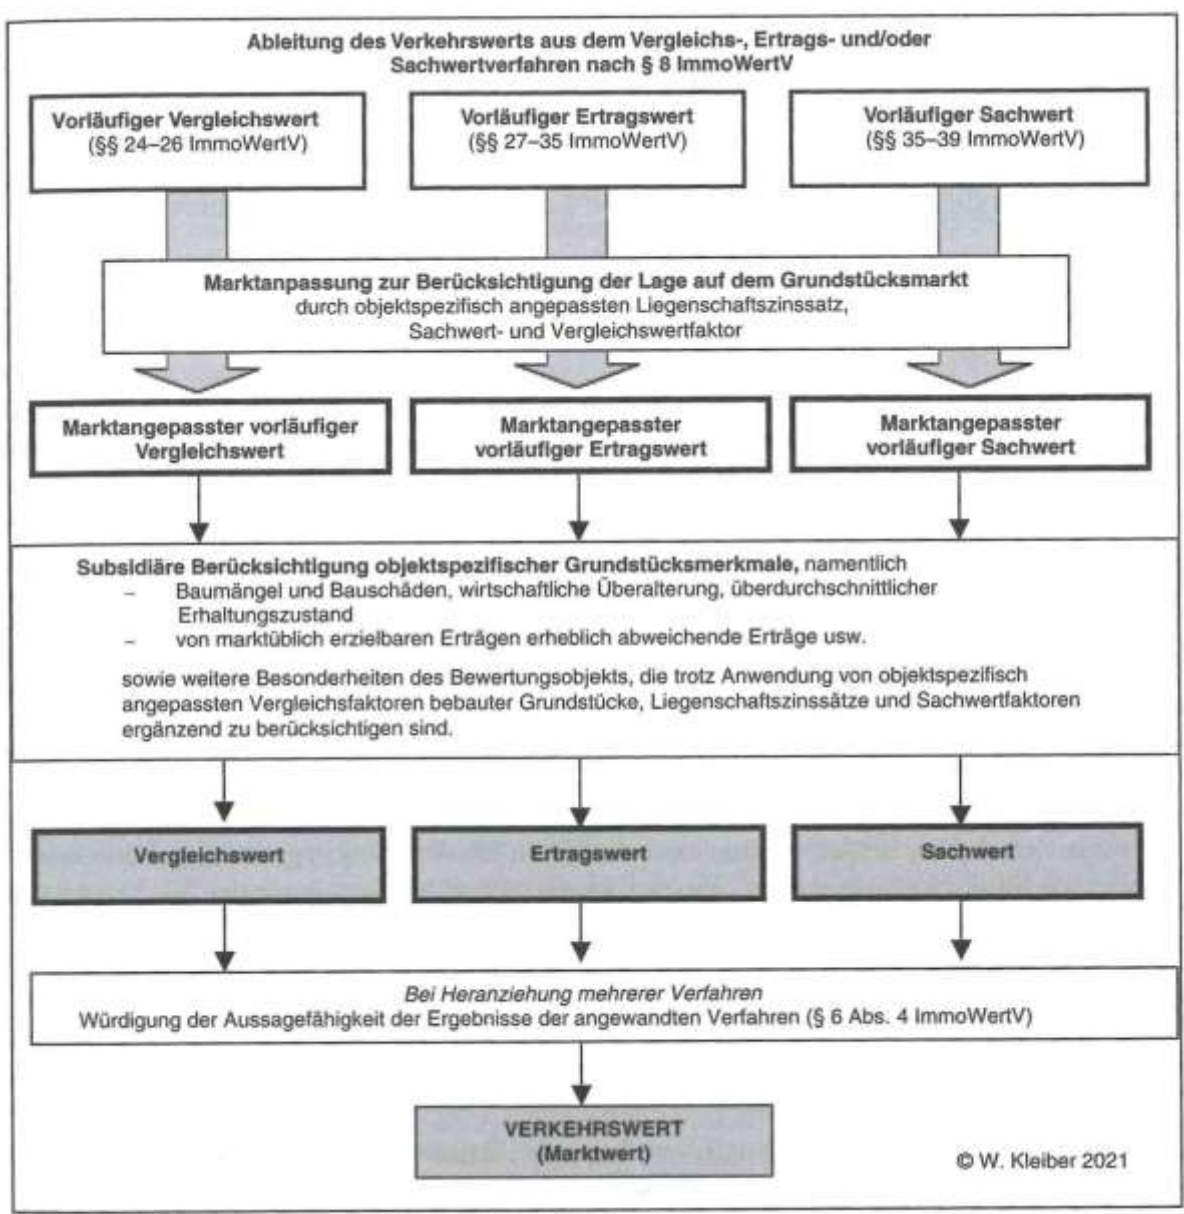 Ableitung des Verkehrswerts aus dem Vergleichs-, Ertrags- und/oder
Sachwertverfahren nach § 8 ImmoWertV
Vorläufiger Vergleichswert
(§§ 24–26 ImmoWertV)
Vorläufiger Ertragswert
(§§ 27–35 ImmoWertV)
Vorläufiger Sachwert
(§§ 35–39 ImmoWertV)
Marktanpassung zur Berücksichtigung der Lage auf dem Grundstücksmarkt
durch objektspezifisch angepassten Liegenschaftszinssatz,
Sachwert- und Vergleichswertfaktor
Marktangepasster vorläufiger
Vergleichswert
Marktangepasster
vorläufiger Ertragswert
Marktangepasster
vorläufiger Sachwert
Subsidiäre Berücksichtigung objektspezifischer Grundstücksmerkmale, namentlich
– Baumängel und Bauschäden, wirtschaftliche Überalterung, überdurchschnittlicher
Erhaltungszustand
– von marktüblich erzielbaren Erträgen erheblich abweichende Erträge usw.
sowie weitere Besonderheiten des Bewertungsobjekts, die trotz Anwendung von objektspezifisch
angepassten Vergleichsfaktoren bebauter Grundstücke, Liegenschaftszinssätze und Sachwertfaktoren
ergänzend zu berücksichtigen sind.
Vergleichswert
Ertragswert
Sachwert
Bei Heranziehung mehrerer Verfahren
Würdigung der Aussagefähigkeit der Ergebnisse der angewandten Verfahren (§ 6 Abs. 4 ImmoWertV)
VERKEHRSWERT
(Marktwert)
© W. Kleiber 2021